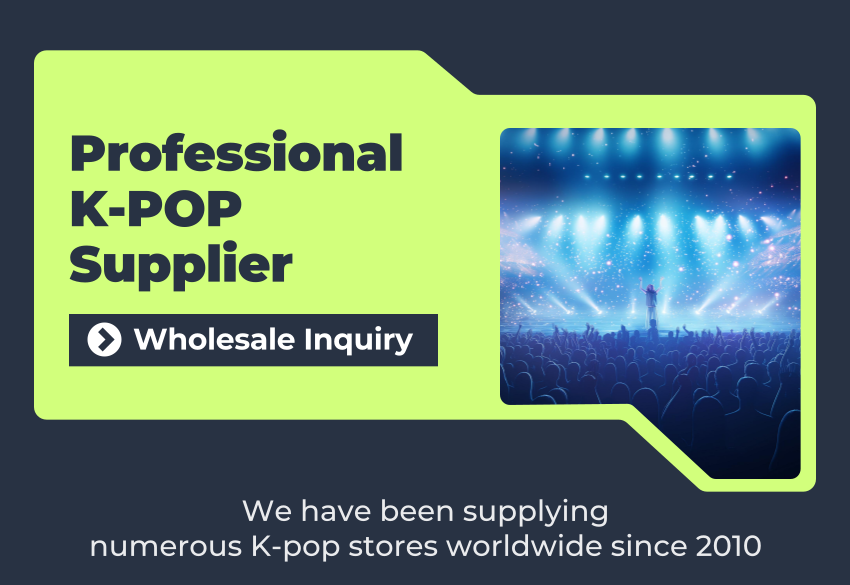 Professional
K-POP
Supplier
Wholesale Inquiry
We have been supplying
numerous K-pop stores worldwide since 2010